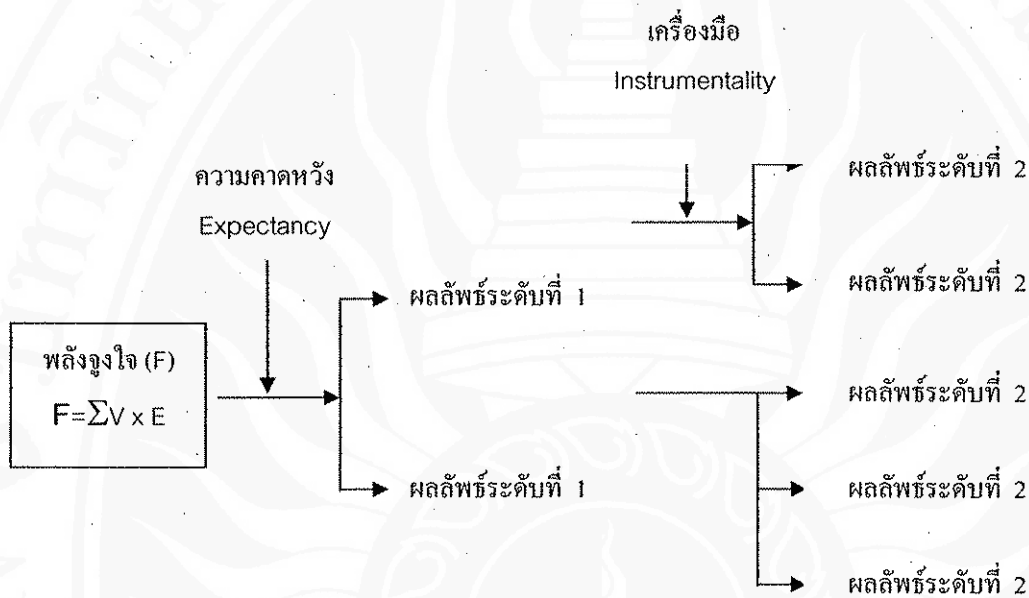 เครื่องมือ
Instrumentality
ความคาดหวัง
Expectancy
ผลลัพธ์ระดับที่ 2
ผลลัพธ์ระดับที่ 2
ผลลัพธ์ระดับที่ 1
พลังจูงใจ (F)
F=∑V x E
ผลลัพธ์ระดับที่ 2
ผลลัพธ์ระดับที่ 1
ผลลัพธ์ระดับที่ 2
ผลลัพธ์ระดับที่ 2